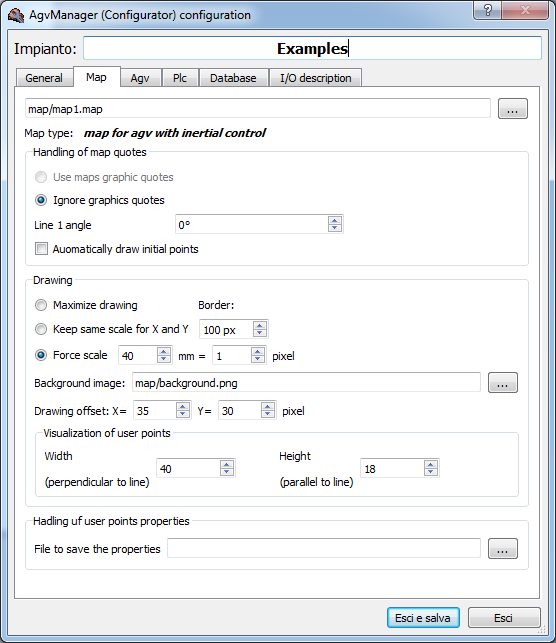 AgvManager (Configurator) configuration
Impianto: Examples
General Map Agv Plc Database I/O description
map/map1.map ...
Map type: map for agv with inertial control
Handling of map quotes
Use maps graphic quotes
Ignore graphics quotes
Line 1 angle 0°
Auomatically draw initial points
Drawing
Maximize drawing Border:
Keep same scale for X and Y 100 px
Force scale 40 mm = 1 pixel
Background image: map/background.png ...
Drawing offset: X= 35 Y= 30 pixel
Visualization of user points
Width Height
40 18
(perpendicular to line) (parallel to line)
Hadling uf user points properties
File to save the properties ...
Esci e salva Esci